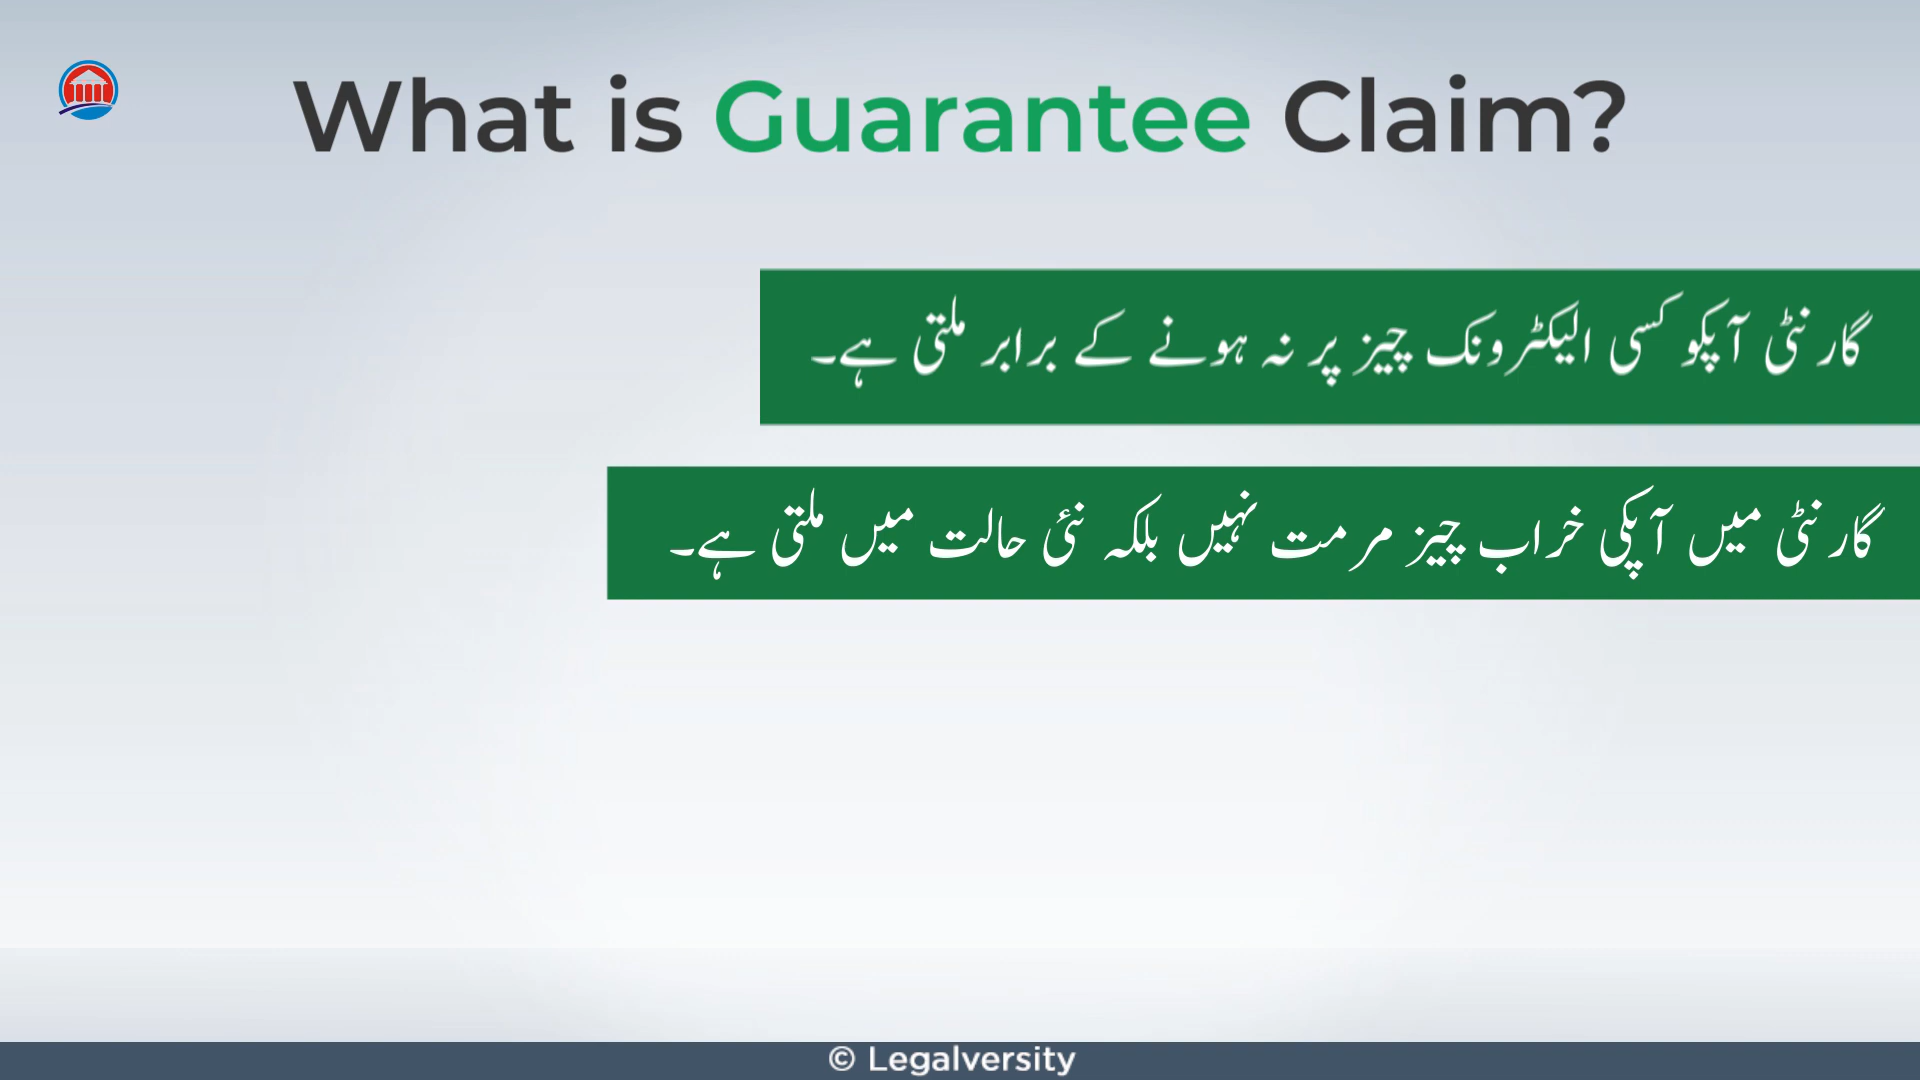 What is Guarantee Claim?
گارنٹی آپکو کسی الیکٹرونک چیز پر نہ ہونے کے برابر ملتی ہے۔
گارنٹی میں آپکی خراب چیز مرمت نہیں بلکہ نئی حالت میں ملتی ہے۔
© Legalversity